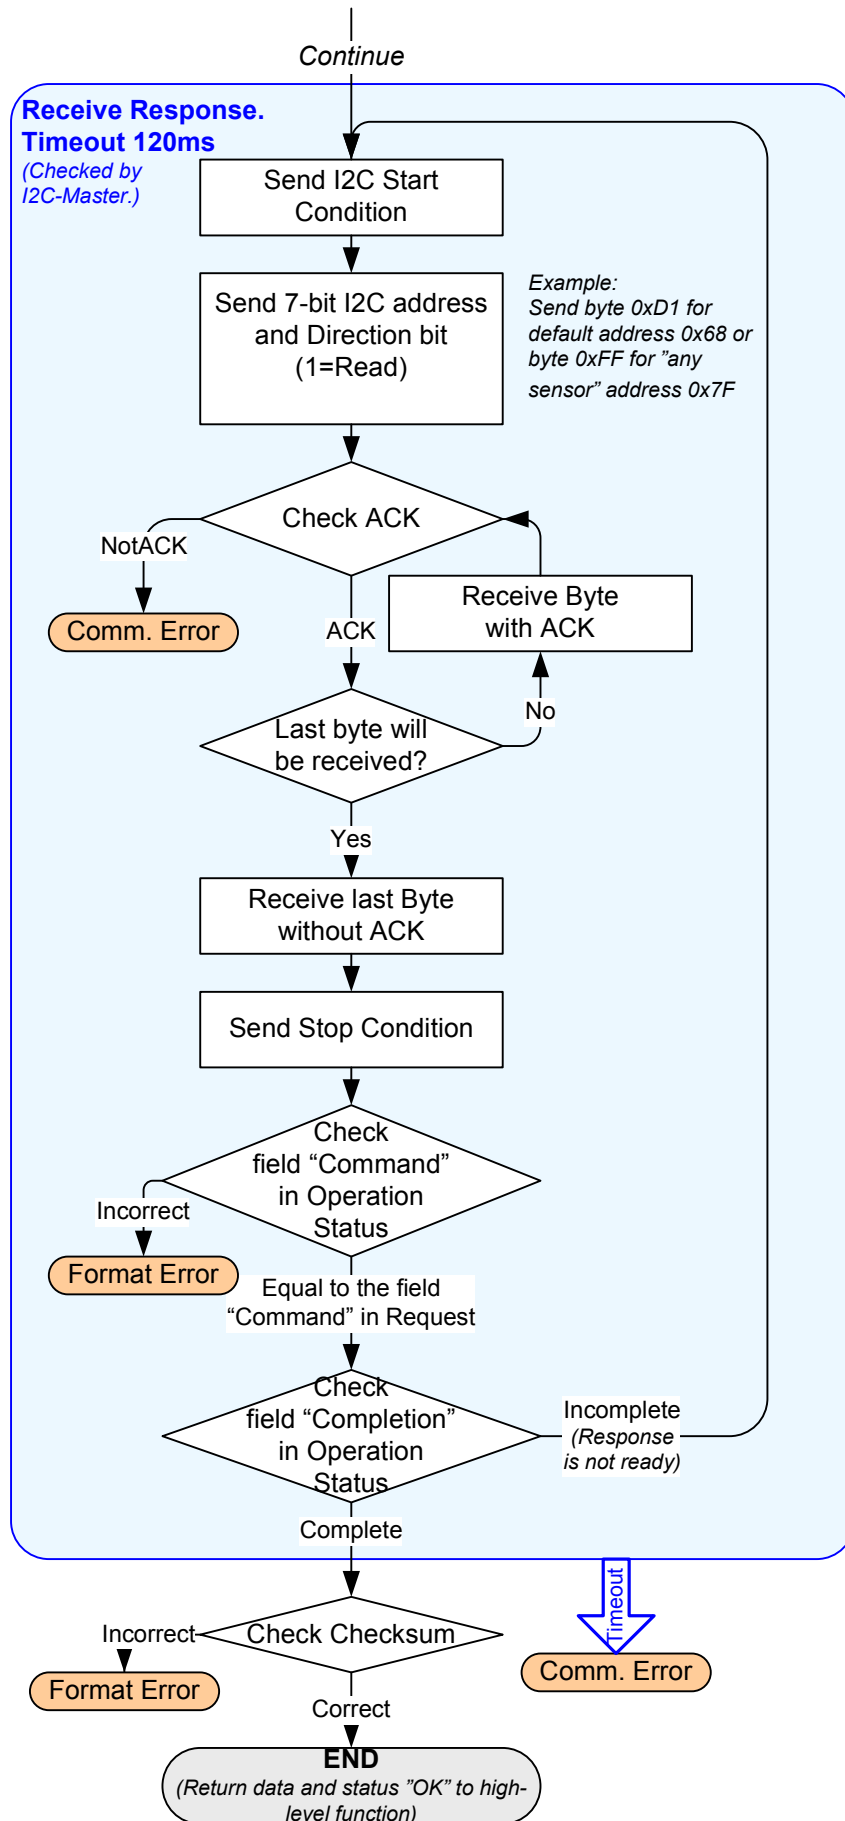 Continue
Receive Response.
Timeout 120ms
(Checked by
I2C-Master.)
Send I2C Start
Condition
Send 7-bit I2C address
and Direction bit
(1=Read)
Example:
Send byte 0xD1 for
default address 0x68 or
byte 0xFF for ”any
sensor” address 0x7F
Check ACK
NotACK
Comm. Error
ACK
Receive Byte
with ACK
No
Last byte will
be received?
Yes
Receive last Byte
without ACK
Send Stop Condition
Check
field “Command”
in Operation
Status
Incorrect
Format Error
Equal to the field
“Command” in Request
Check
field “Completion”
in Operation
Status
Incomplete
(Response
is not ready)
Complete
Timeout
Check Checksum
Incorrect
Format Error
Comm. Error
Correct
END
(Return data and status ”OK” to high-
level function)